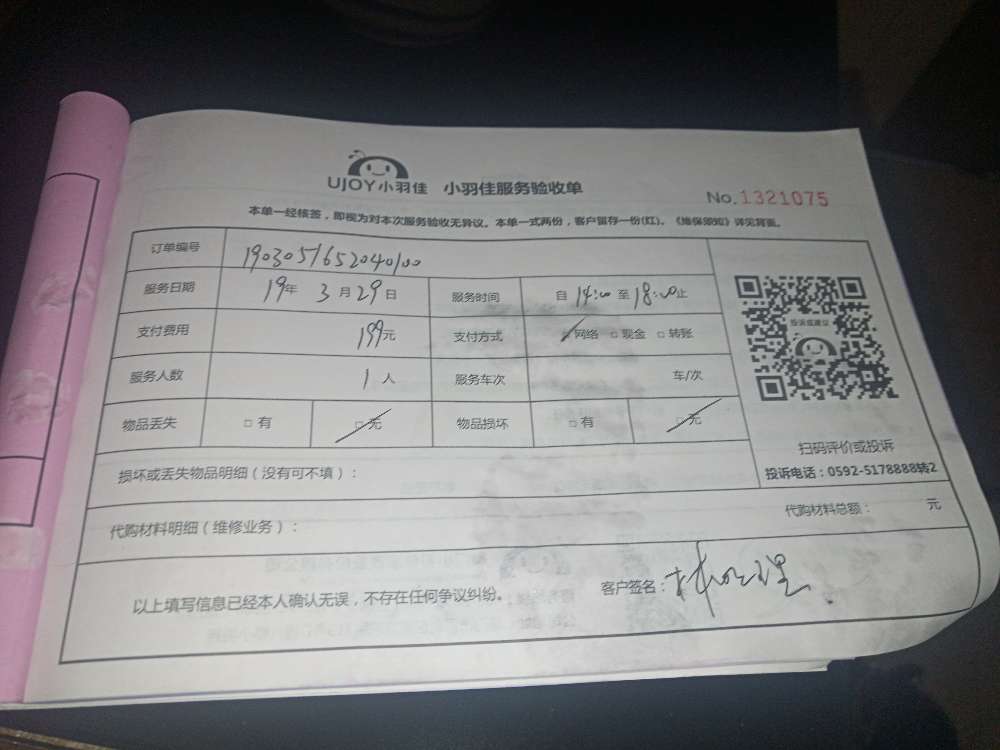 UJOY小羽佳 小羽佳服务验收单
No.1321075
本单一经核签，即视为对本次服务验收无异议。本单一式两份，客户留存一份(红)。《维保须知》详见背面。
订单编号 1903051652040100
服务日期 19年 3月29日 服务时间 自 14:00 至 18:00 止
支付费用 199元 支付方式 ☑网络 □现金 □转账
服务人数 1人 服务车次 车/次
物品丢失 □有 ☑无 物品损坏 □有 ☑无
投诉或建议
扫码评价或投诉
投诉电话：0592-5178888转2
损坏或丢失物品明细（没有可不填）：
代购材料明细（维修业务）： 代购材料总额： 元
以上填写信息已经本人确认无误，不存在任何争议纠纷。 客户签名：